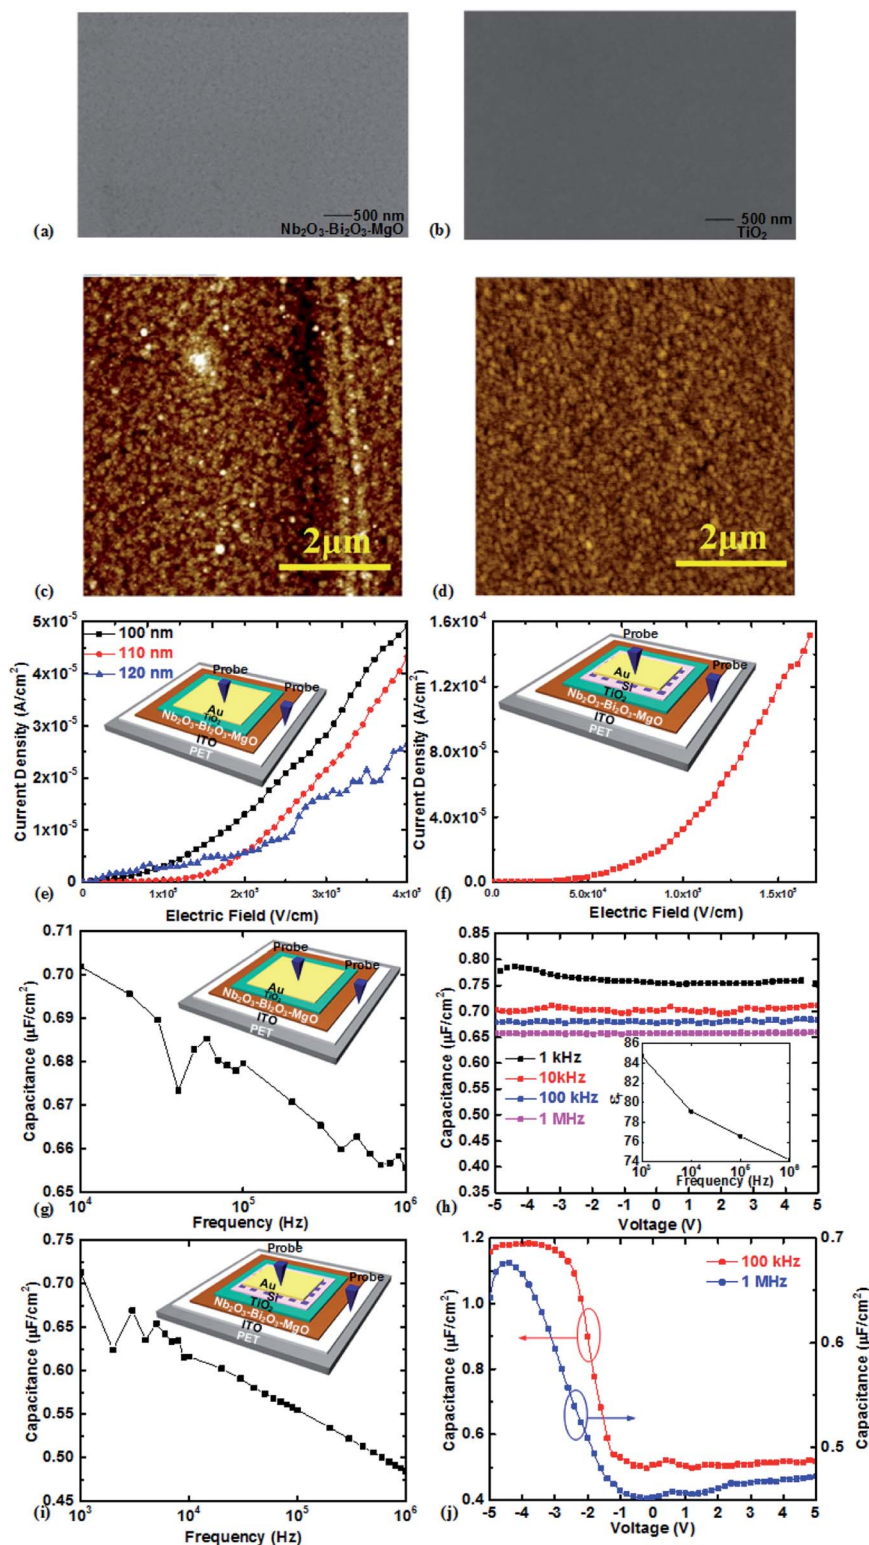 500 nm
(a) Nb₂O₃-Bi₂O₃-MgO
500 nm
(b) TiO₂
2µm
(c)
2µm
(d)
5x10⁻⁵
4x10⁻⁵
3x10⁻⁵
2x10⁻⁵
1x10⁻⁵
0
Current Density (A/cm²)
100 nm
110 nm
120 nm
Probe
Probe
Au
TiO₂
Nb₂O₃-Bi₂O₃-MgO
ITO
PET
0 1x10⁵ 2x10⁵ 3x10⁵ 4x10⁵
(e) Electric Field (V/cm)
1.6x10⁻⁴
1.2x10⁻⁴
8.0x10⁻⁵
4.0x10⁻⁵
0.0
Current Density (A/cm²)
Probe
Probe
Au
Si
TiO₂
Nb₂O₃-Bi₂O₃-MgO
ITO
PET
0.0 5.0x10⁴ 1.0x10⁵ 1.5x10⁵
(f) Electric Field (V/cm)
0.71
0.70
0.69
0.68
0.67
0.66
0.65
Capacitance (µF/cm²)
Probe
Probe
Au
TiO₂
Nb₂O₃-Bi₂O₃-MgO
ITO
PET
10⁴ 10⁵ 10⁶
(g) Frequency (Hz)
0.85
0.80
0.75
0.70
0.65
0.60
0.55
0.50
0.45
0.40
0.35
Capacitance (µF/cm²)
1 kHz
10kHz
100 kHz
1 MHz
86
84
82
80
78
76
74
εᵣ
10³ 10⁴ 10⁶ 10⁸
Frequency (Hz)
-5 -4 -3 -2 -1 0 1 2 3 4 5
(h) Voltage (V)
0.75
0.70
0.65
0.60
0.55
0.50
0.45
Capacitance (µF/cm²)
Probe
Probe
Au
Si
TiO₂
Nb₂O₃-Bi₂O₃-MgO
ITO
PET
10³ 10⁴ 10⁵ 10⁶
(i) Frequency (Hz)
1.2
1.0
0.8
0.6
0.4
Capacitance (µF/cm²)
100 kHz
1 MHz
0.7
0.6
0.5
Capacitance (µF/cm²)
-5 -4 -3 -2 -1 0 1 2 3 4 5
(j) Voltage (V)